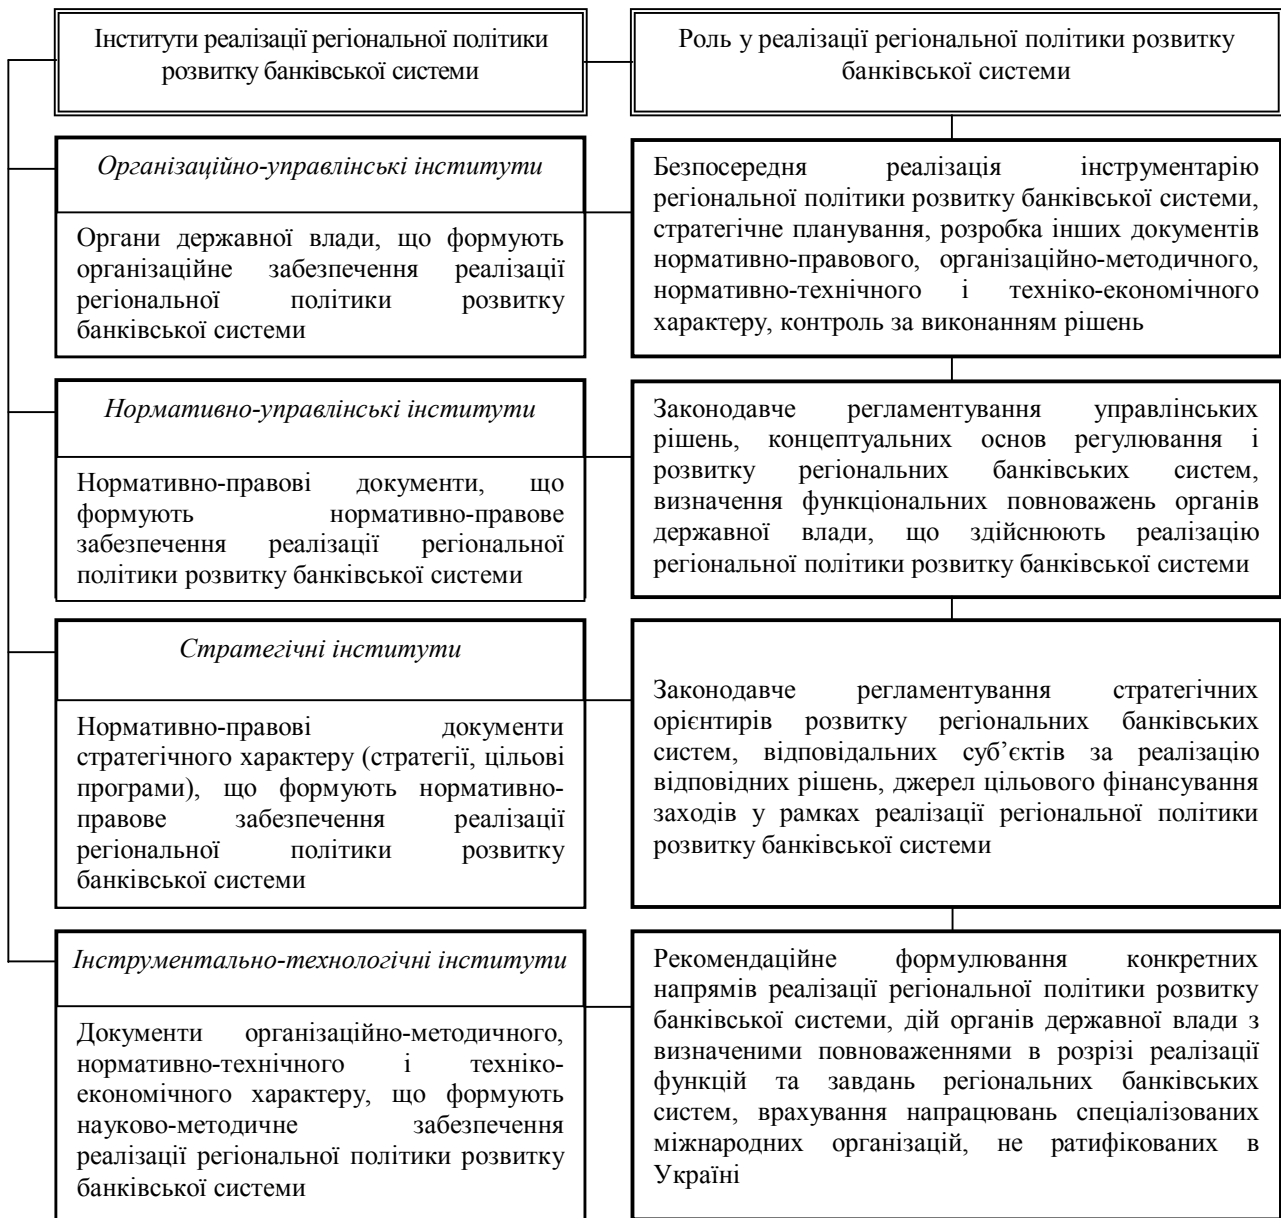 Інститути реалізації регіональної політики
розвитку банківської системи
Роль у реалізації регіональної політики розвитку
банківської системи
Організаційно-управлінські інститути
Органи державної влади, що формують
організаційне забезпечення реалізації
регіональної політики розвитку
банківської системи
Безпосередня реалізація інструментарію
регіональної політики розвитку банківської системи,
стратегічне планування, розробка інших документів
нормативно-правового, організаційно-методичного,
нормативно-технічного і техніко-економічного
характеру, контроль за виконанням рішень
Нормативно-управлінські інститути
Нормативно-правові документи, що
формують нормативно-правове
забезпечення реалізації регіональної
політики розвитку банківської системи
Законодавче регламентування управлінських
рішень, концептуальних основ регулювання і
розвитку регіональних банківських систем,
визначення функціональних повноважень органів
державної влади, що здійснюють реалізацію
регіональної політики розвитку банківської системи
Стратегічні інститути
Нормативно-правові документи
стратегічного характеру (стратегії, цільові
програми), що формують нормативно-
правове забезпечення реалізації
регіональної політики розвитку
банківської системи
Законодавче регламентування стратегічних
орієнтирів розвитку регіональних банківських
систем, відповідальних суб’єктів за реалізацію
відповідних рішень, джерел цільового фінансування
заходів у рамках реалізації регіональної політики
розвитку банківської системи
Інструментально-технологічні інститути
Документи організаційно-методичного,
нормативно-технічного і техніко-
економічного характеру, що формують
науково-методичне забезпечення
реалізації регіональної політики розвитку
банківської системи
Рекомендаційне формулювання конкретних
напрямів реалізації регіональної політики розвитку
банківської системи, дій органів державної влади з
визначеними повноваженнями в розрізі реалізації
функцій та завдань регіональних банківських
систем, врахування напрацювань спеціалізованих
міжнародних організацій, не ратифікованих в
Україні